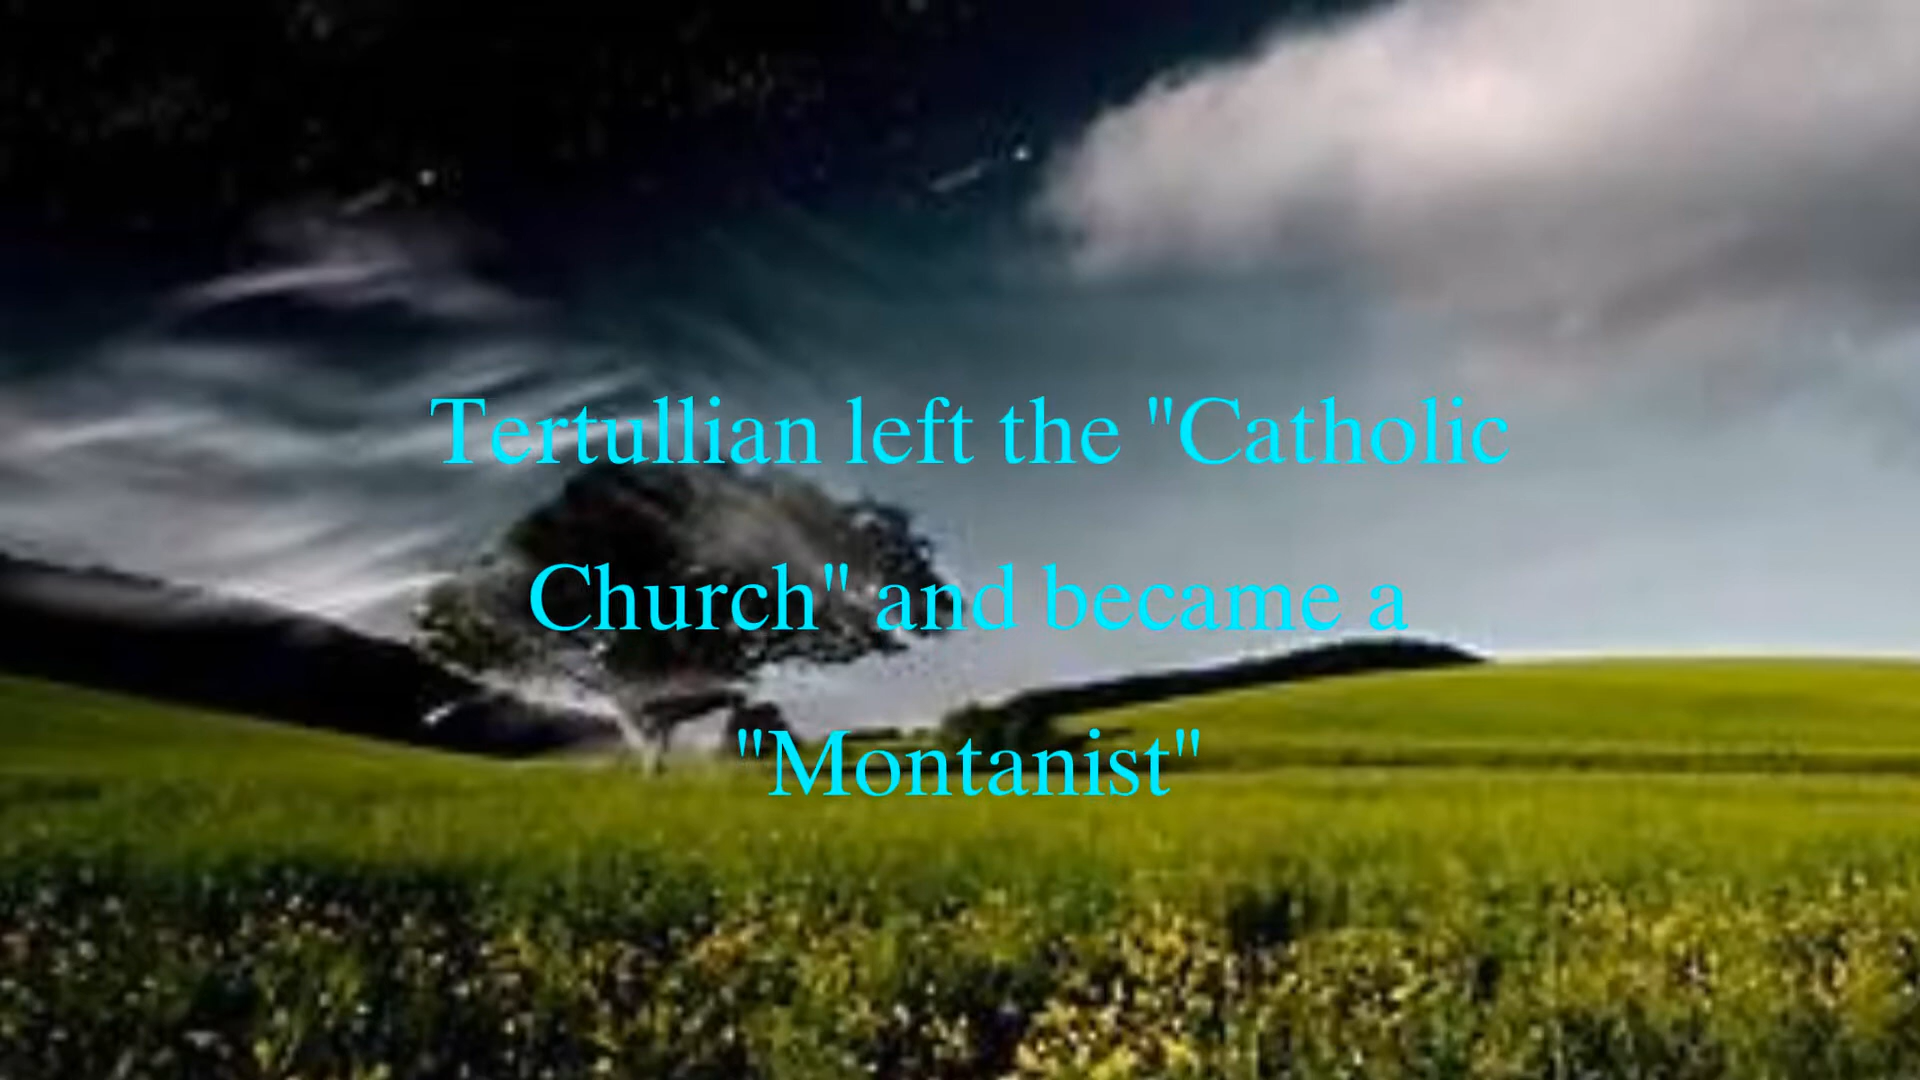 Tertullian left the "Catholic
Church" and became a
"Montanist"